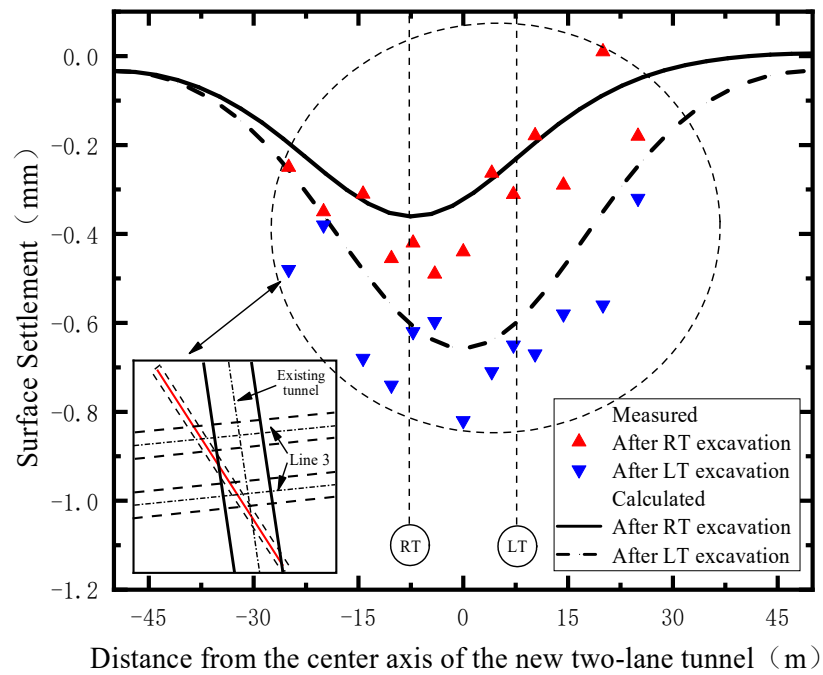 Surface Settlement（mm）
0.0
-0.2
-0.4
-0.6
-0.8
-1.0
-1.2
Existing
tunnel
Line 3
RT
LT
Measured
After RT excavation
After LT excavation
Calculated
After RT excavation
After LT excavation
-45
-30
-15
0
15
30
45
Distance from the center axis of the new two-lane tunnel（m）